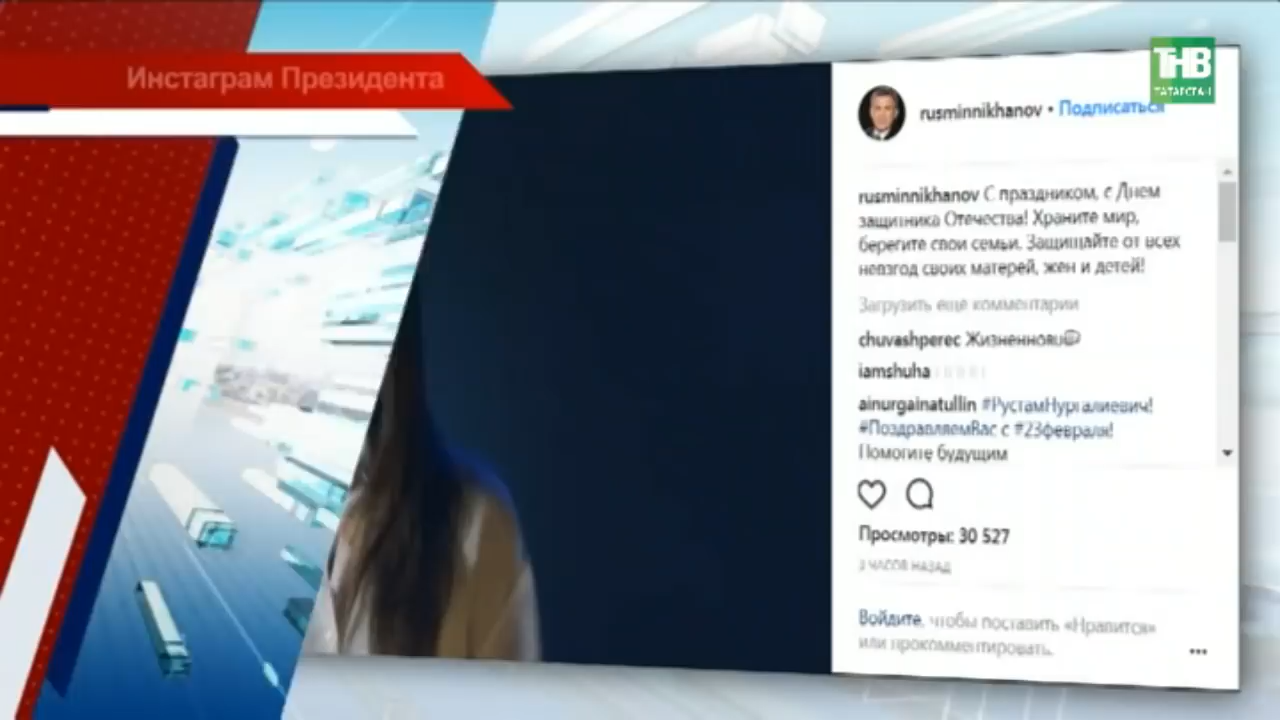 Инстаграм Президента
ТНВ
ТАТАРСТАН
rusminnikhanov • Подписаться
rusminnikhanov С праздником, с Днем
защитника Отечества! Храните мир,
берегите свои семьи. Защищайте от всех
невзгод своих матерей, жен и детей!
Загрузить еще комментарии
chuvashperec Жизненно
iamshuha
ainurgainatullin #РустамНургалиевич!
#ПоздравляемВас с #23февраля!
Помогите будущим
Просмотры: 30 527
ЧАСОВ НАЗАД
Войдите, чтобы поставить «Нравится»
или прокомментировать.